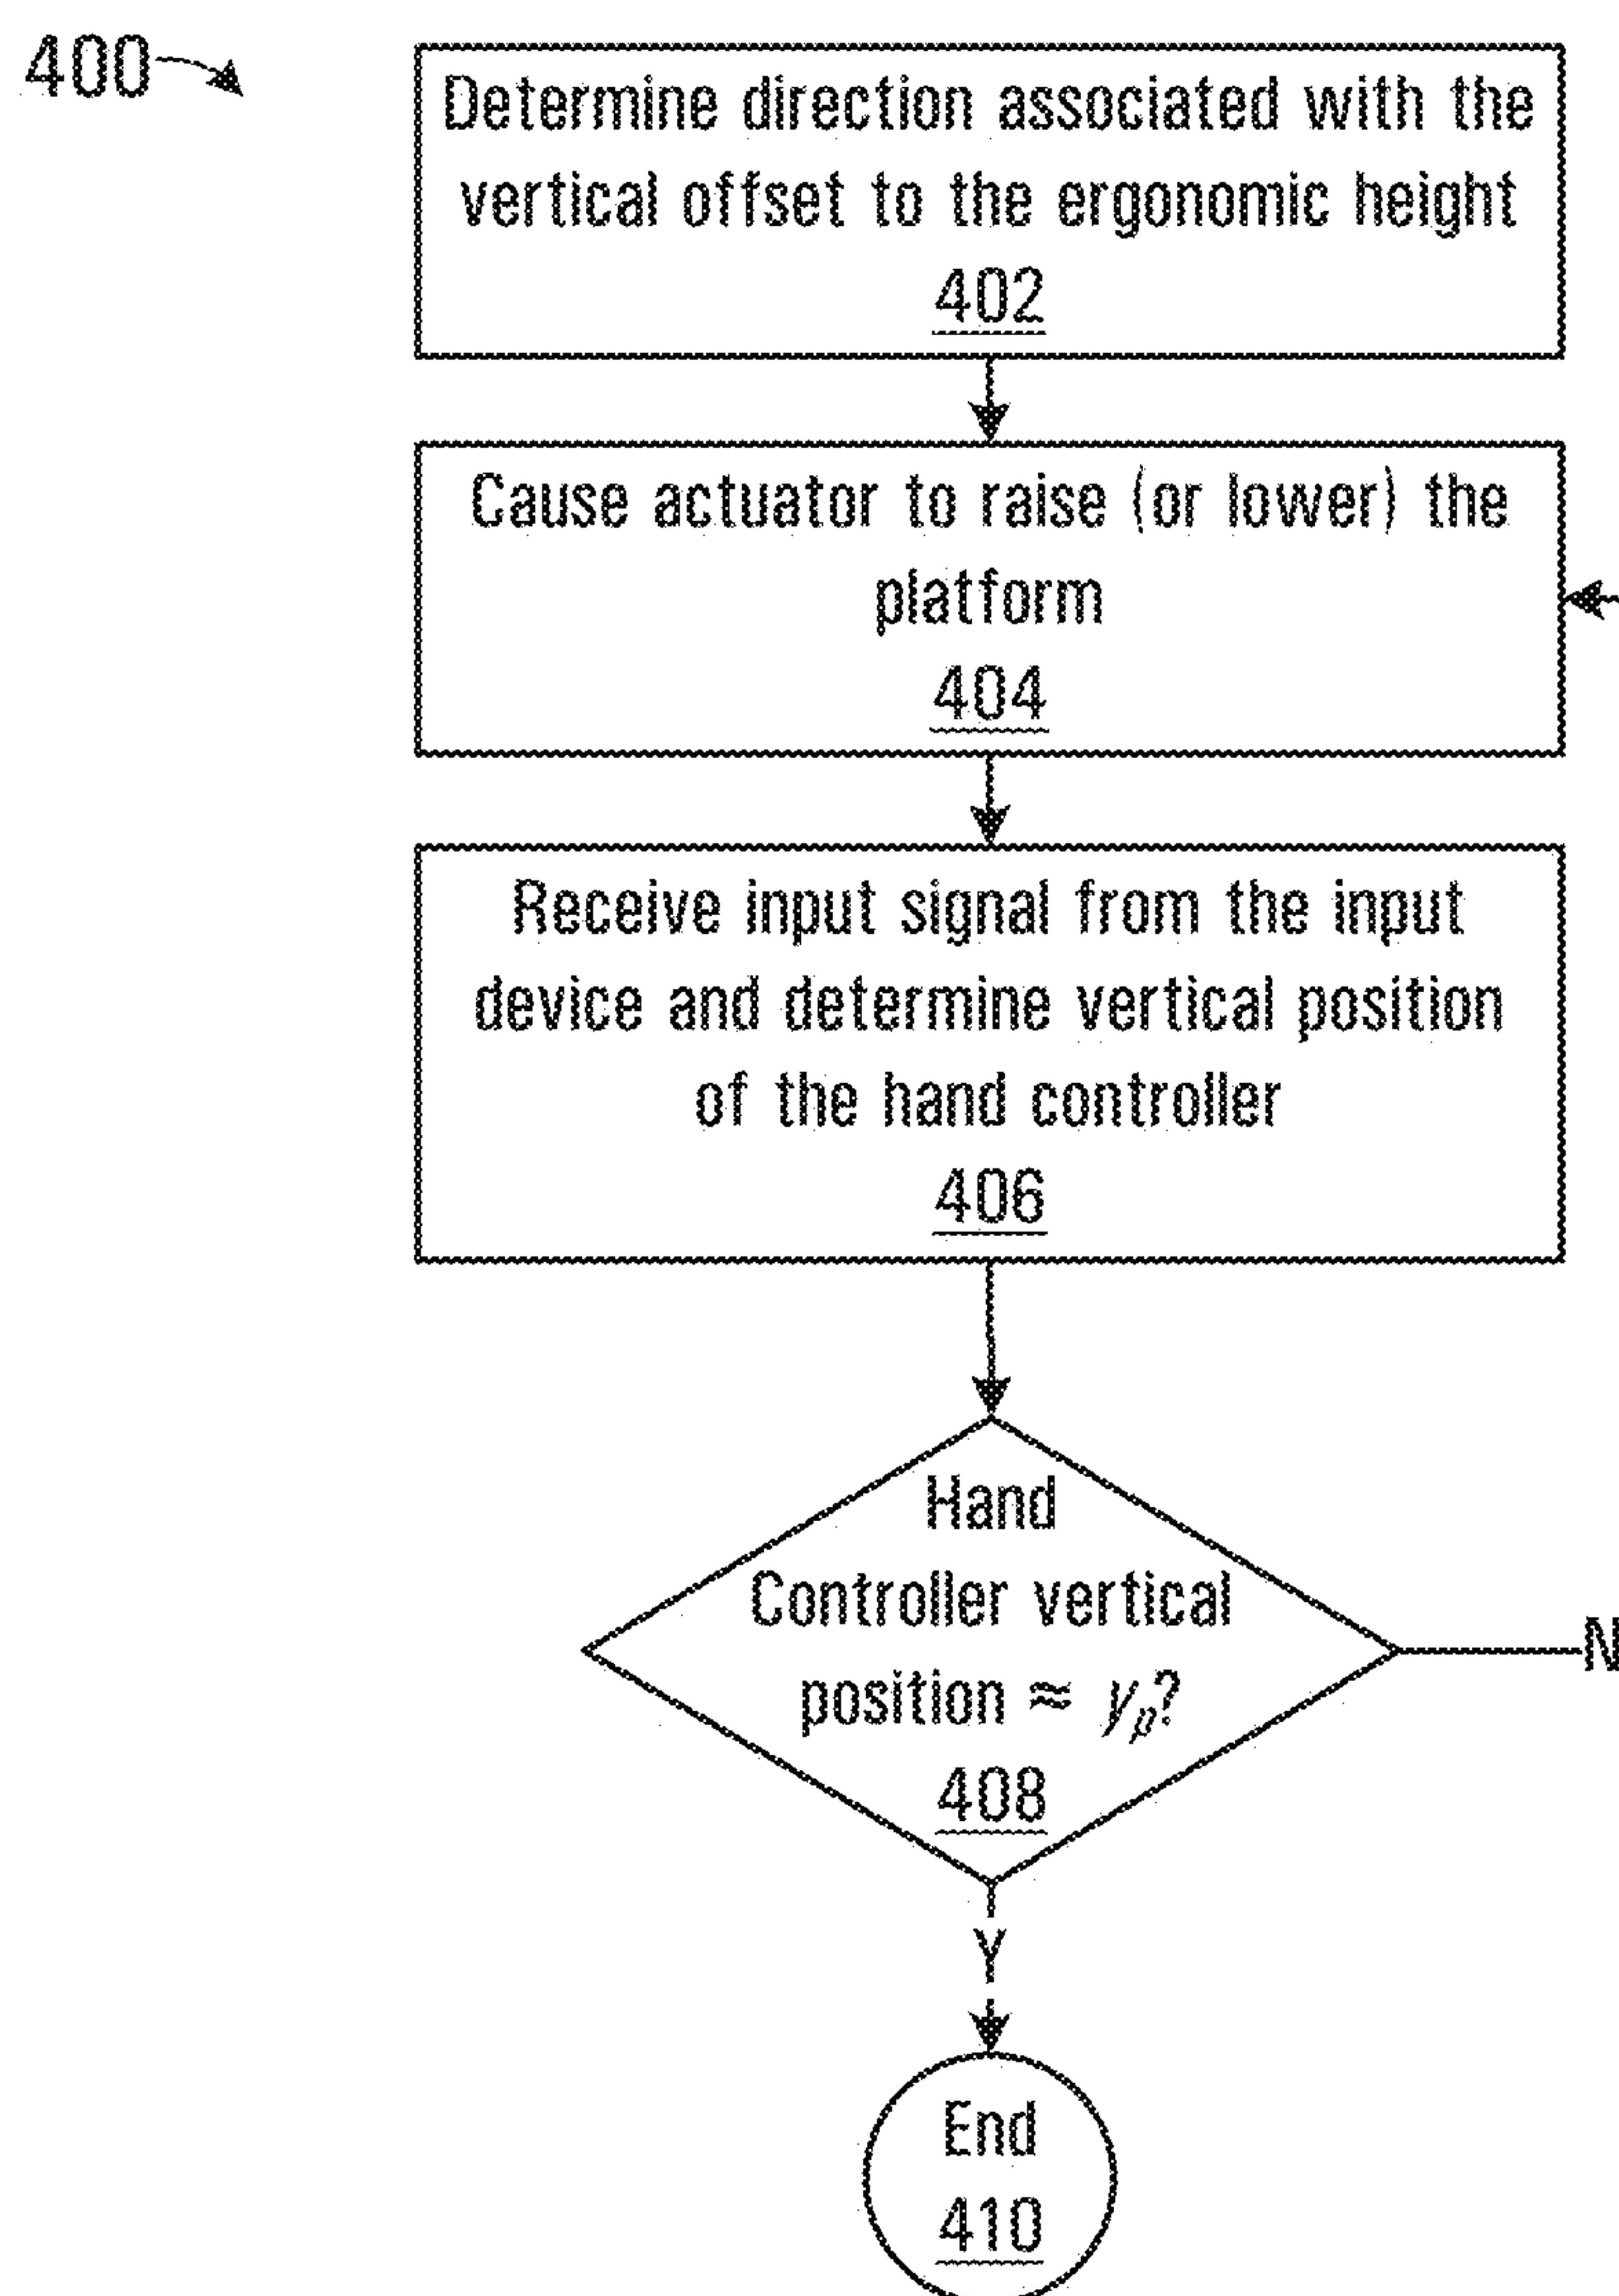 400
Determine direction associated with the
vertical offset to the ergonomic height
402
Cause actuator to raise (or lower) the
platform
404
Receive input signal from the input
device and determine vertical position
of the hand controller
406
Hand
Controller vertical
position ≈ yp?
408
N
Y
End
410